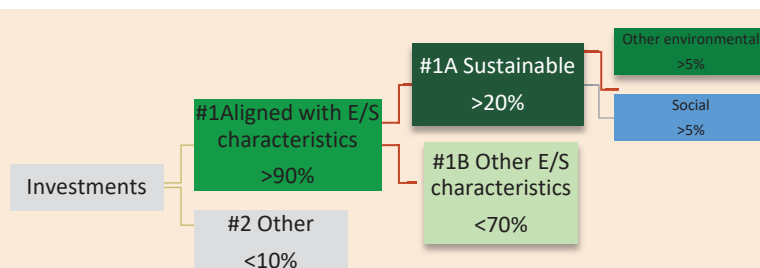 Investments
#1Aligned with E/S
characteristics
>90%
#2 Other
<10%
#1A Sustainable
>20%
#1B Other E/S
characteristics
<70%
Other environmental
>5%
Social
>5%